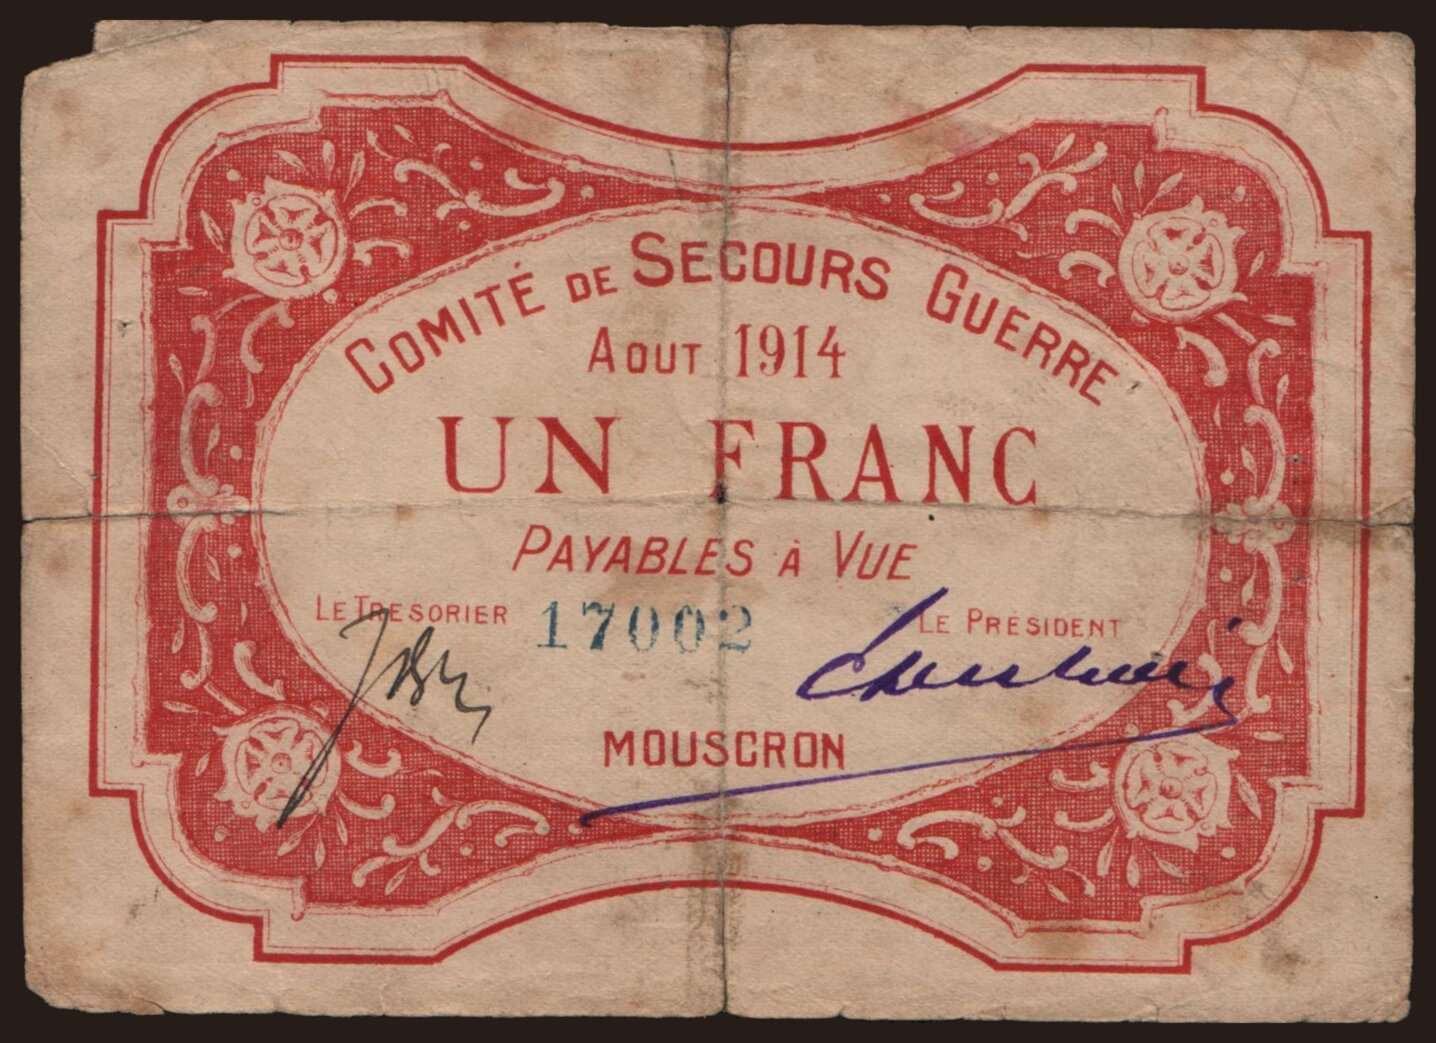 COMITÉ DE SECOURS GUERRE
AOUT 1914
UN FRANC
PAYABLES À VUE
LE TRESORIER 17002 LE PRÉSIDENT
MOUSCRON